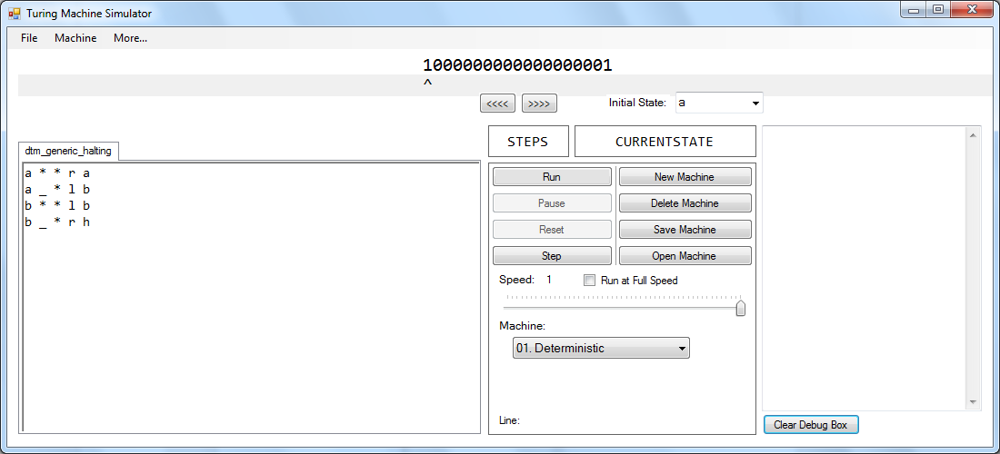 Turing Machine Simulator
File Machine More...
1000000000000000001
^
<<<< >>>> Initial State: a
STEPS CURRENTSTATE
dtm_generic_halting
a * * r a
a _ * l b
b * * l b
b _ * r h
Run New Machine
Pause Delete Machine
Reset Save Machine
Step Open Machine
Speed: 1 Run at Full Speed
Machine:
01. Deterministic
Line:
Clear Debug Box